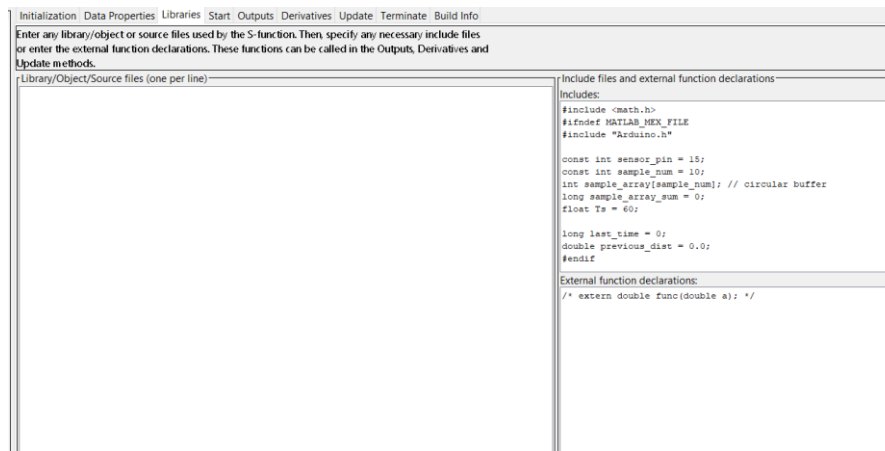 Initialization Data Properties Libraries Start Outputs Derivatives Update Terminate Build Info
Enter any library/object or source files used by the S-function. Then, specify any necessary include files
or enter the external function declarations. These functions can be called in the Outputs, Derivatives and
Update methods.
Library/Object/Source files (one per line)
Include files and external function declarations
Includes:
#include <math.h>
#ifndef MATLAB_MEX_FILE
#include "Arduino.h"
const int sensor_pin = 15;
const int sample_num = 10;
int sample_array[sample_num]; // circular buffer
long sample_array_sum = 0;
float Ts = 60;
long last_time = 0;
double previous_dist = 0.0;
#endif
External function declarations:
/* extern double func(double a); */